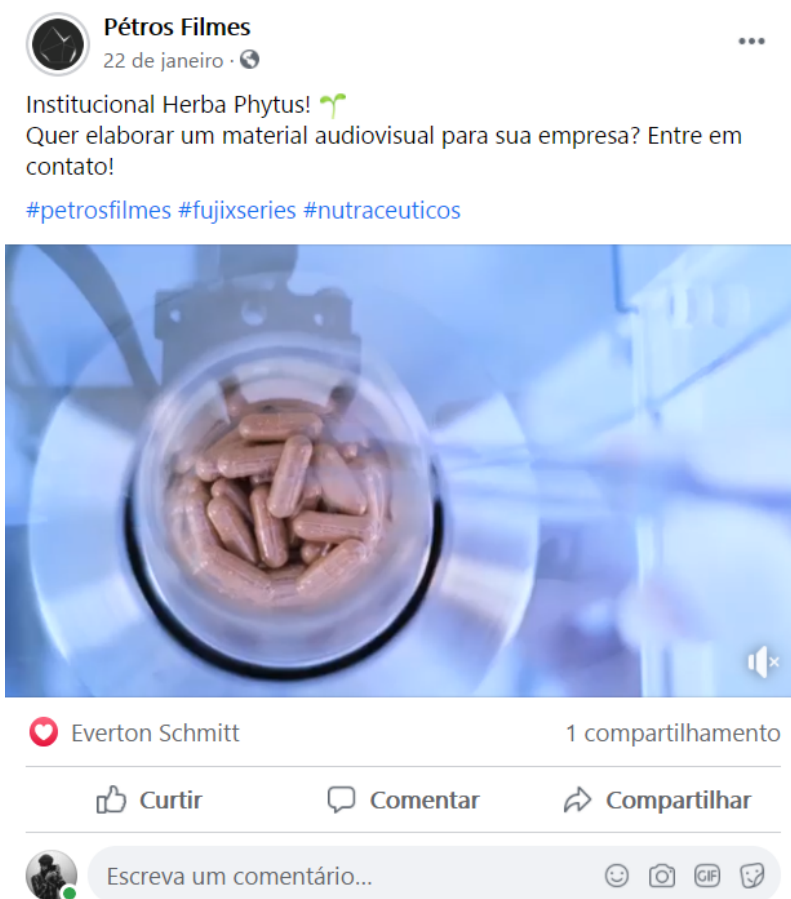 Pétros Filmes
22 de janeiro ·
Institucional Herba Phytus!
Quer elaborar um material audiovisual para sua empresa? Entre em
contato!
#petrosfilmes #fujixseries #nutraceuticos
Everton Schmitt
1 compartilhamento
Curtir
Comentar
Compartilhar
Escreva um comentário...
GIF